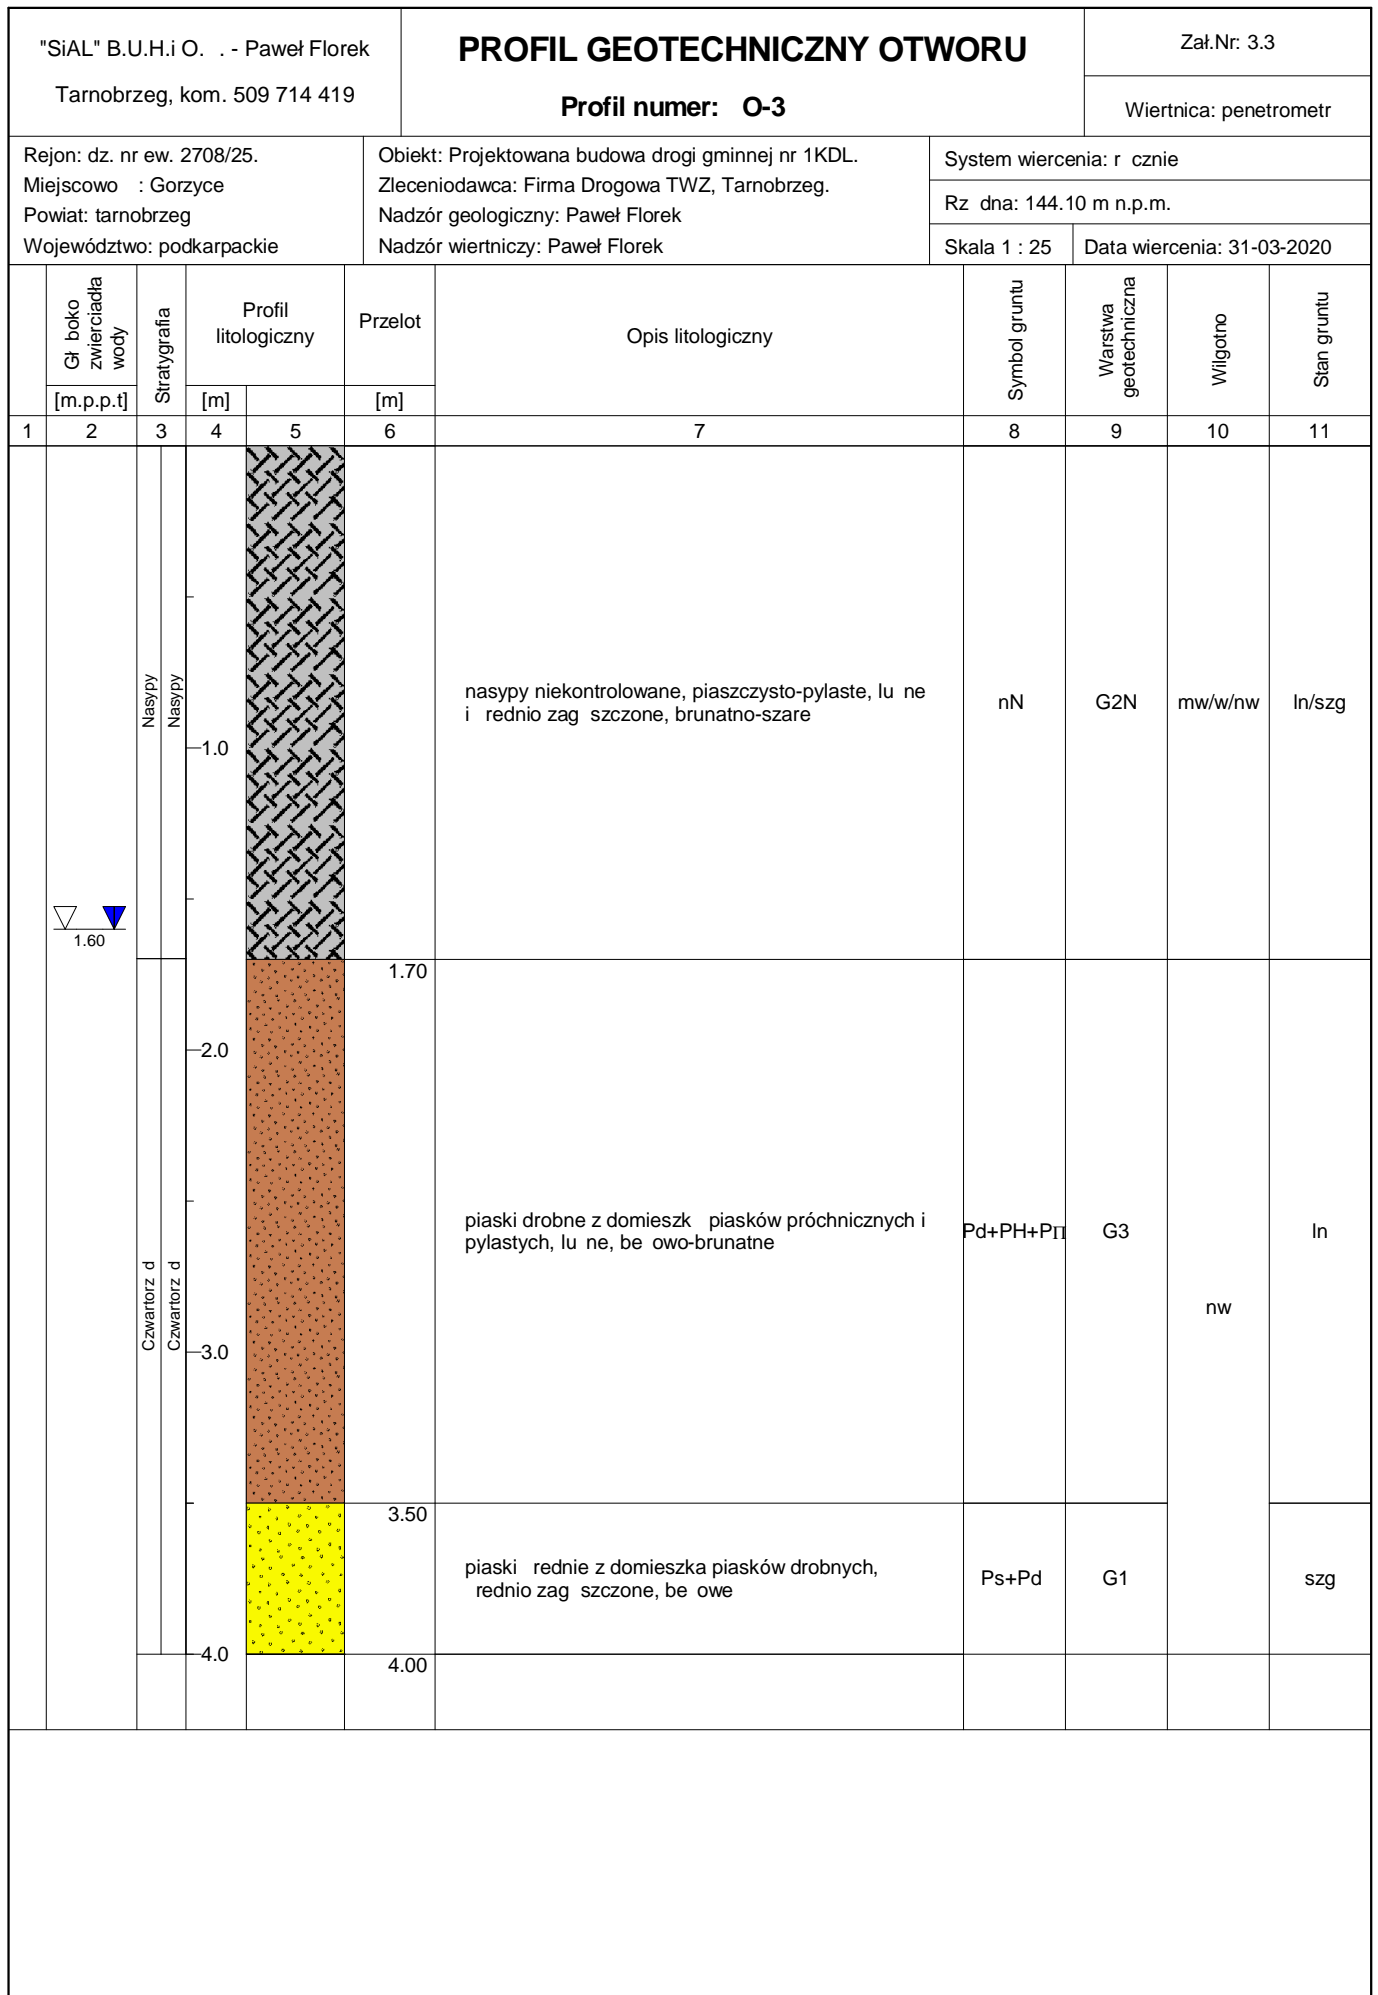 "SiAL" B.U.H.i O.  . - Paweł Florek
Tarnobrzeg, kom. 509 714 419
PROFIL GEOTECHNICZNY OTWORU
Profil numer: O-3
Zał.Nr: 3.3
Wiertnica: penetrometr
Rejon: dz. nr ew. 2708/25.
Miejscowo  : Gorzyce
Powiat: tarnobrzeg
Województwo: podkarpackie
Obiekt: Projektowana budowa drogi gminnej nr 1KDL.
Zleceniodawca: Firma Drogowa TWZ, Tarnobrzeg.
Nadzór geologiczny: Paweł Florek
Nadzór wiertniczy: Paweł Florek
System wiercenia: r cznie
Rz dna: 144.10 m n.p.m.
Skala 1 : 25
Data wiercenia: 31-03-2020
Gł boko
zwierciadła
wody
[m.p.p.t]
Stratygrafia
Profil
litologiczny
[m]
Przelot
[m]
Opis litologiczny
Symbol gruntu
Warstwa
geotechniczna
Wilgotno
Stan gruntu
1 2 3 4 5 6 7 8 9 10 11
Nasypy
Nasypy
nasypy niekontrolowane, piaszczysto-pylaste, lu ne
i  rednio zag szczone, brunatno-szare
nN
G2N
mw/w/nw
ln/szg
1.0
1.60
1.70
2.0
piaski drobne z domieszk  piasków próchnicznych i
pylastych, lu ne, be owo-brunatne
Pd+PH+PΠ
G3
ln
nw
Czwartorz d
Czwartorz d
3.0
3.50
piaski  rednie z domieszka piasków drobnych,
rednio zag szczone, be owe
Ps+Pd
G1
szg
4.0
4.00